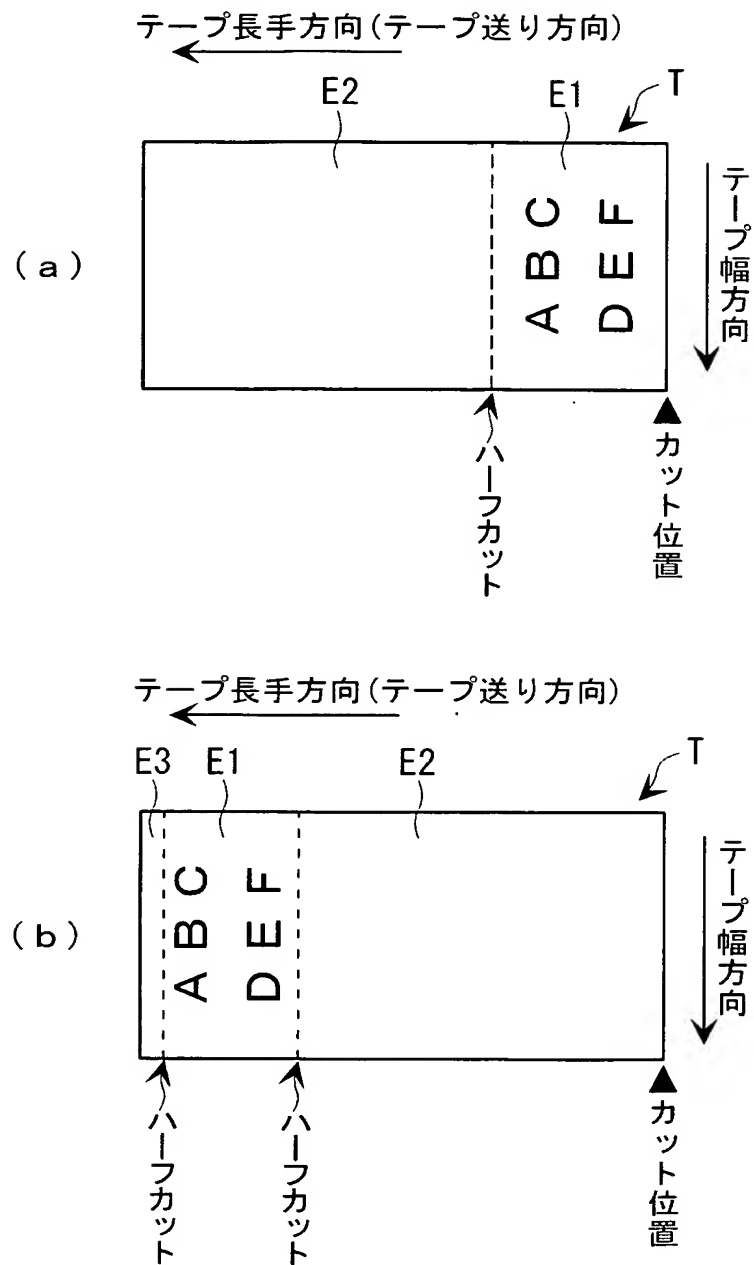 テープ長手方向(テープ送り方向)
E2
E1
T
テープ幅方向
(a)
ABC
DEF
ハーフカット
▲カット位置
テープ長手方向(テープ送り方向)
E3
E1
E2
T
テープ幅方向
(b)
ABC
DEF
ハーフカット
ハーフカット
▲カット位置